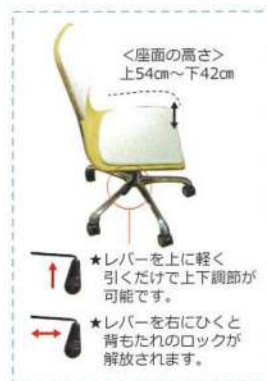 <座面の高さ>
上54cm〜下42cm
★レバーを上に軽く
引くだけで上下調節が
可能です。
★レバーを右にひくと
背もたれのロックが
解放されます。